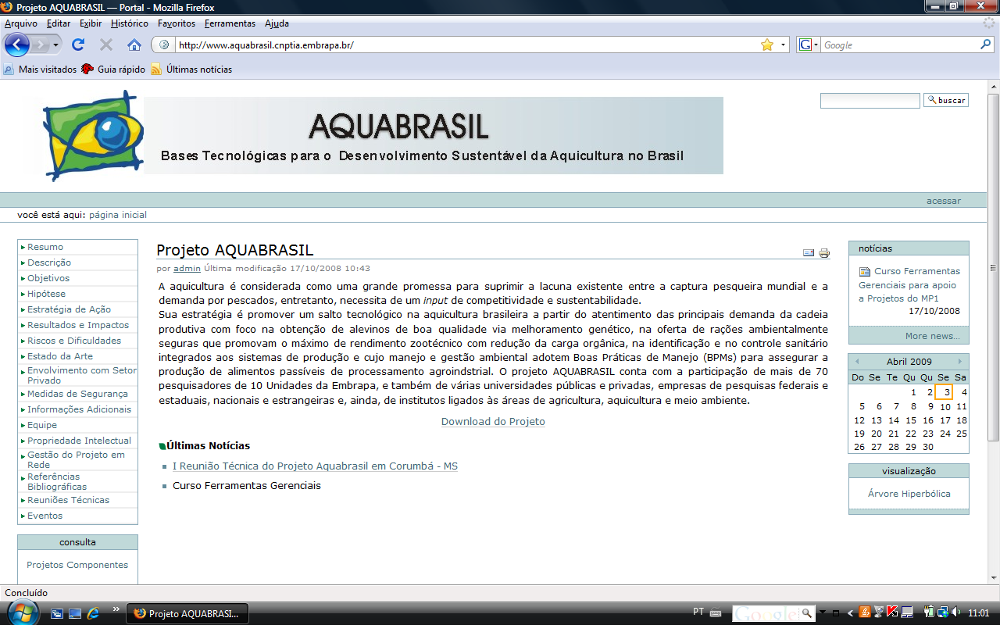 Projeto AQUABRASIL — Portal - Mozilla Firefox
Arquivo Editar Exibir Histórico Favoritos Ferramentas Ajuda
http://www.aquabrasil.cnptia.embrapa.br/
Google
Mais visitados Guia rápido Últimas notícias
AQUABRASIL
Bases Tecnológicas para o Desenvolvimento Sustentável da Aquicultura no Brasil
buscar
acessar
você está aqui: página inicial
Resumo
Descrição
Objetivos
Hipótese
Estratégia de Ação
Resultados e Impactos
Riscos e Dificuldades
Estado da Arte
Envolvimento com Setor
Privado
Medidas de Segurança
Informações Adicionais
Equipe
Propriedade Intelectual
Gestão do Projeto em
Rede
Referências
Bibliográficas
Reuniões Técnicas
Eventos
consulta
Projetos Componentes
Projeto AQUABRASIL
por admin Última modificação 17/10/2008 10:43
A aquicultura é considerada como uma grande promessa para suprimir a lacuna existente entre a captura pesqueira mundial e a
demanda por pescados, entretanto, necessita de um input de competitividade e sustentabilidade.
Sua estratégia é promover um salto tecnológico na aquicultura brasileira a partir do atentimento das principais demanda da cadeia
produtiva com foco na obtenção de alevinos de boa qualidade via melhoramento genético, na oferta de rações ambientalmente
seguras que promovam o máximo de rendimento zootécnico com redução da carga orgânica, na identificação e no controle sanitário
integrados aos sistemas de produção e cujo manejo e gestão ambiental adotem Boas Práticas de Manejo (BPMs) para assegurar a
produção de alimentos passíveis de processamento agroindstrial. O projeto AQUABRASIL conta com a participação de mais de 70
pesquisadores de 10 Unidades da Embrapa, e também de várias universidades públicas e privadas, empresas de pesquisas federais e
estaduais, nacionais e estrangeiras e, ainda, de institutos ligados às áreas de agricultura, aquicultura e meio ambiente.
Download do Projeto
Últimas Notícias
I Reunião Técnica do Projeto Aquabrasil em Corumbá - MS
Curso Ferramentas Gerenciais
notícias
Curso Ferramentas
Gerenciais para apoio
a Projetos do MP1
17/10/2008
More news...
Abril 2009
Do Se Te Qu Qu Se Sa
1 2 3 4
5 6 7 8 9 10 11
12 13 14 15 16 17 18
19 20 21 22 23 24 25
26 27 28 29 30
visualização
Árvore Hiperbólica
Concluído
Projeto AQUABRASI...
PT
Google
11:01